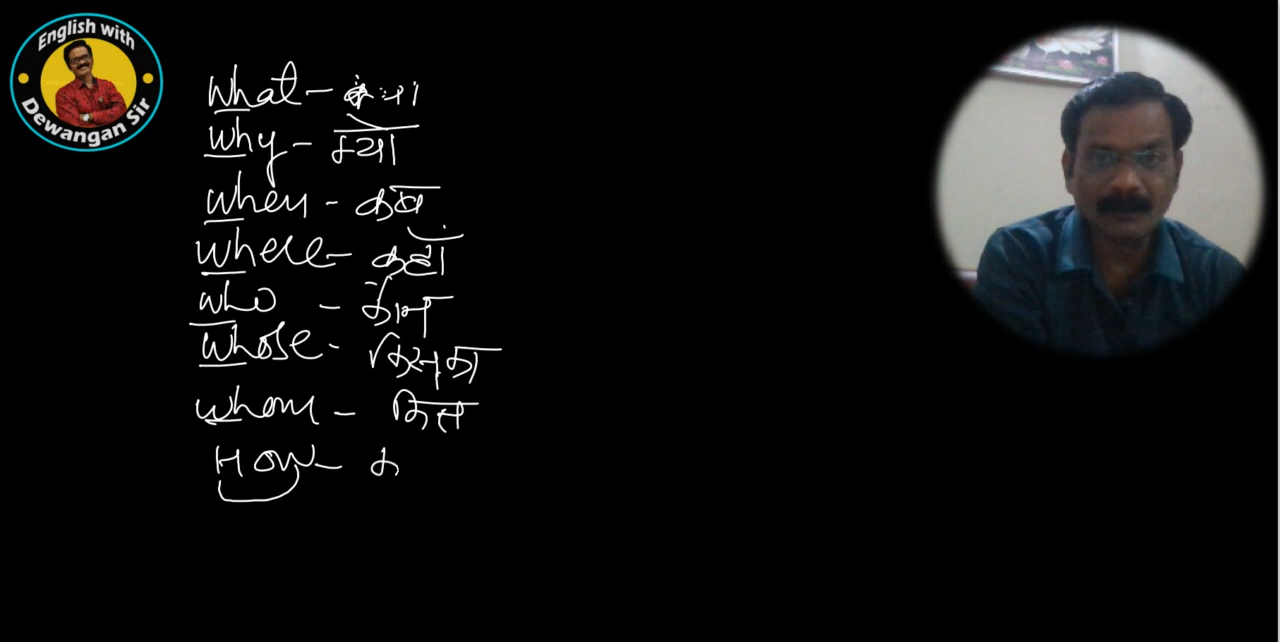 English with
Dewangan Sir
What - क्या
Why - क्यों
When - कब
Where - कहाँ
Who - कौन
Whose - किसका
Whom - किस
How - क